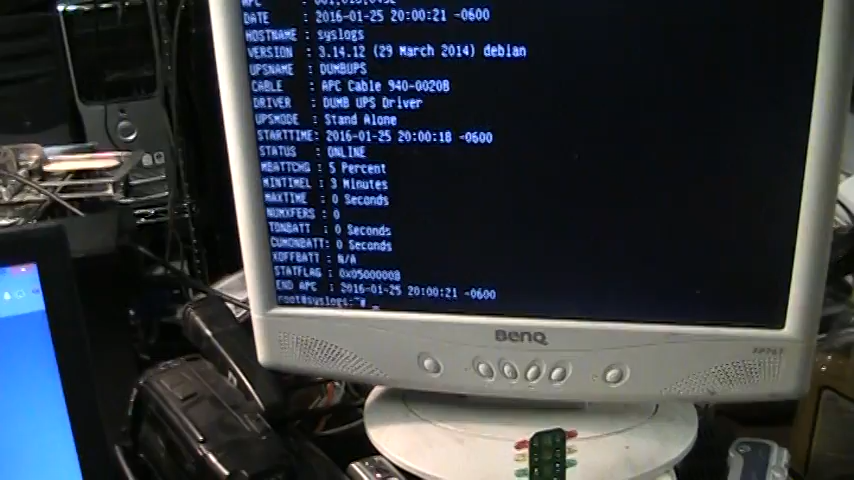 DATE : 2016-01-25 20:00:21 -0600
HOSTNAME : syslogs
VERSION : 3.14.12 (29 March 2014) debian
UPSNAME : DUMBUPS
CABLE : APC Cable 940-0020B
DRIVER : DUMB UPS Driver
UPSMODE : Stand Alone
STARTTIME: 2016-01-25 20:00:18 -0600
STATUS : ONLINE
MBATTCHG : 5 Percent
MINTIMEL : 3 Minutes
MAXTIME : 0 Seconds
NUMXFERS : 0
TONBATT : 0 Seconds
CUMONBATT: 0 Seconds
XOFFBATT : N/A
STATFLAG : 0x05000008
END APC : 2016-01-25 20:00:21 -0600
root@syslogs:~#
BenQ